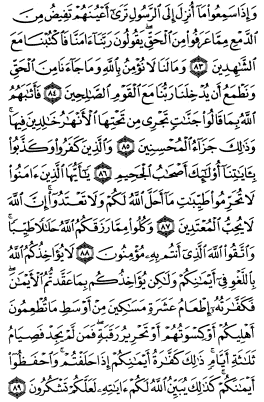 وَإِذَا سَمِعُوا۟ مَآ أُنزِلَ إِلَى ٱلرَّسُولِ تَرَىٰٓ أَعْيُنَهُمْ تَفِيضُ مِنَ
ٱلدَّمْعِ مِمَّا عَرَفُوا۟ مِنَ ٱلْحَقِّ ۖ يَقُولُونَ رَبَّنَآ ءَامَنَّا فَٱكْتُبْنَا مَعَ
ٱلشَّـٰهِدِينَ ٨٣ وَمَا لَنَا لَا نُؤْمِنُ بِٱللَّهِ وَمَا جَآءَنَا مِنَ ٱلْحَقِّ
وَنَطْمَعُ أَن يُدْخِلَنَا رَبُّنَا مَعَ ٱلْقَوْمِ ٱلصَّـٰلِحِينَ ٨٤ فَأَثَـٰبَهُمُ
ٱللَّهُ بِمَا قَالُوا۟ جَنَّـٰتٍ تَجْرِى مِن تَحْتِهَا ٱلْأَنْهَـٰرُ خَـٰلِدِينَ فِيهَا ۚ
وَذَٰلِكَ جَزَآءُ ٱلْمُحْسِنِينَ ٨٥ وَٱلَّذِينَ كَفَرُوا۟ وَكَذَّبُوا۟
بِـَٔايَـٰتِنَآ أُو۟لَـٰٓئِكَ أَصْحَـٰبُ ٱلْجَحِيمِ ٨٦ يَـٰٓأَيُّهَا ٱلَّذِينَ ءَامَنُوا۟
لَا تُحَرِّمُوا۟ طَيِّبَـٰتِ مَآ أَحَلَّ ٱللَّهُ لَكُمْ وَلَا تَعْتَدُوٓا۟ ۚ إِنَّ ٱللَّهَ
لَا يُحِبُّ ٱلْمُعْتَدِينَ ٨٧ وَكُلُوا۟ مِمَّا رَزَقَكُمُ ٱللَّهُ حَلَـٰلًا طَيِّبًا ۚ
وَٱتَّقُوا۟ ٱللَّهَ ٱلَّذِىٓ أَنتُم بِهِۦ مُؤْمِنُونَ ٨٨ لَا يُؤَاخِذُكُمُ ٱللَّهُ
بِٱللَّغْوِ فِىٓ أَيْمَـٰنِكُمْ وَلَـٰكِن يُؤَاخِذُكُم بِمَا عَقَّدتُّمُ ٱلْأَيْمَـٰنَ ۖ
فَكَفَّـٰرَتُهُۥٓ إِطْعَامُ عَشَرَةِ مَسَـٰكِينَ مِنْ أَوْسَطِ مَا تُطْعِمُونَ
أَهْلِيكُمْ أَوْ كِسْوَتُهُمْ أَوْ تَحْرِيرُ رَقَبَةٍ ۖ فَمَن لَّمْ يَجِدْ فَصِيَامُ
ثَلَـٰثَةِ أَيَّامٍ ۚ ذَٰلِكَ كَفَّـٰرَةُ أَيْمَـٰنِكُمْ إِذَا حَلَفْتُمْ ۚ وَٱحْفَظُوٓا۟
أَيْمَـٰنَكُمْ ۚ كَذَٰلِكَ يُبَيِّنُ ٱللَّهُ لَكُمْ ءَايَـٰتِهِۦ لَعَلَّكُمْ تَشْكُرُونَ ٨٩